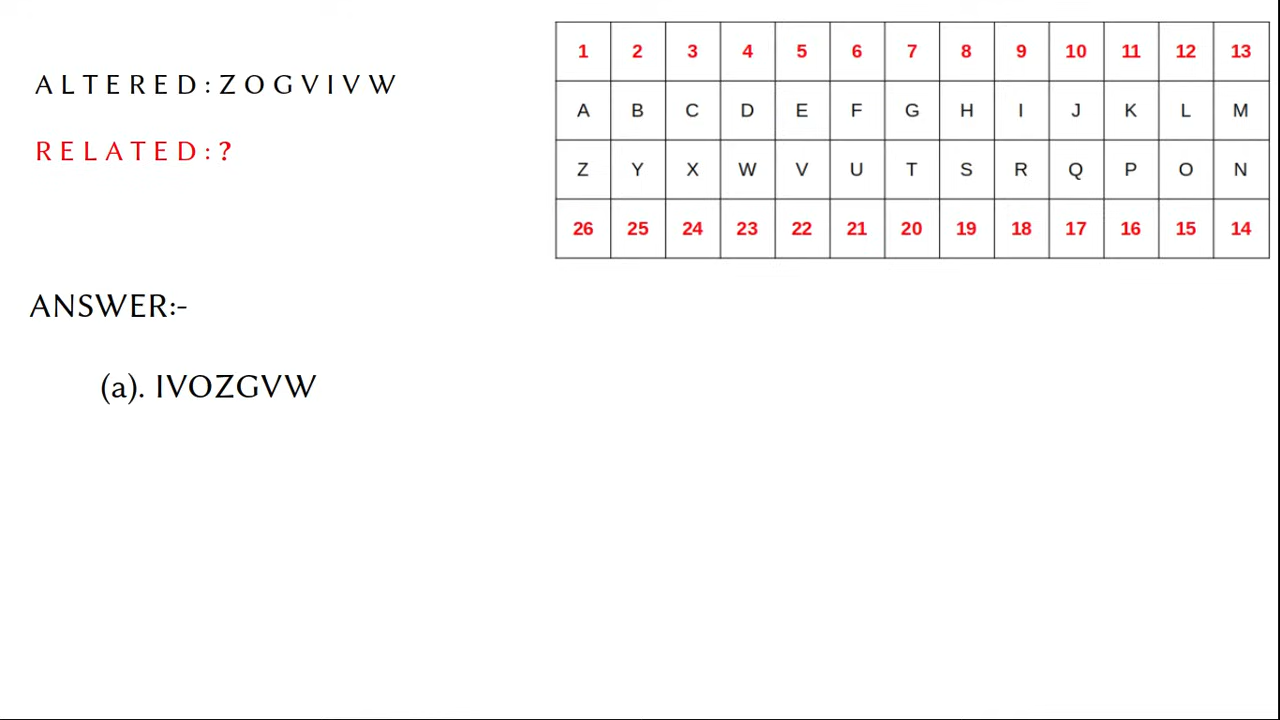 A L T E R E D : Z O G V I V W
R E L A T E D : ?
1 2 3 4 5 6 7 8 9 10 11 12 13
A B C D E F G H I J K L M
Z Y X W V U T S R Q P O N
26 25 24 23 22 21 20 19 18 17 16 15 14
ANSWER:-
(a). IVOZGVW